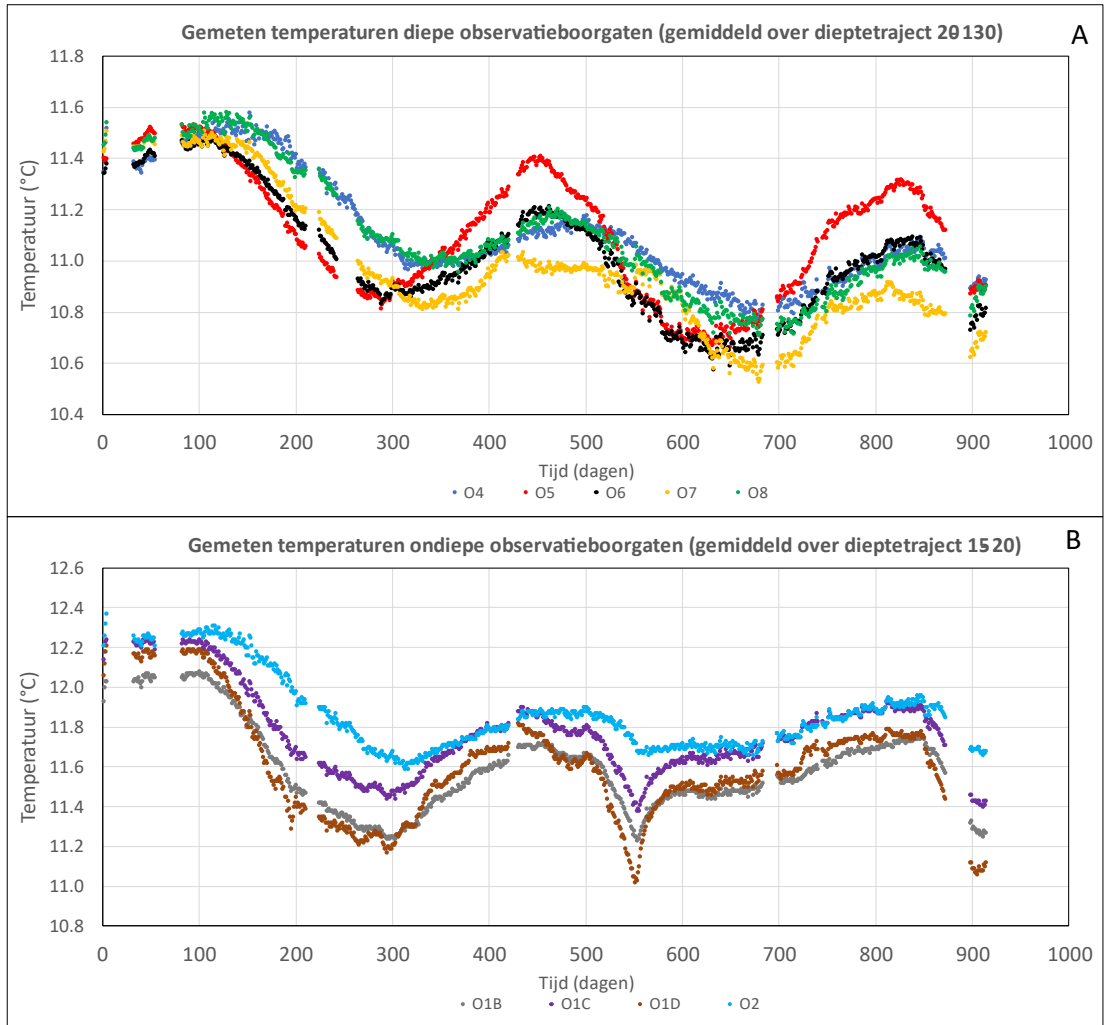 Gemeten temperaturen diepe observatieboorgaten (gemiddeld over dieptetraject 20-130)
A
11.8
11.6
11.4
11.2
11.0
10.8
10.6
10.4
Temperatuur (°C)
0 100 200 300 400 500 600 700 800 900 1000
Tijd (dagen)
O4 O5 O6 O7 O8
Gemeten temperaturen ondiepe observatieboorgaten (gemiddeld over dieptetraject 15-20)
B
12.6
12.4
12.2
12.0
11.8
11.6
11.4
11.2
11.0
10.8
Temperatuur (°C)
0 100 200 300 400 500 600 700 800 900 1000
Tijd (dagen)
O1B O1C O1D O2